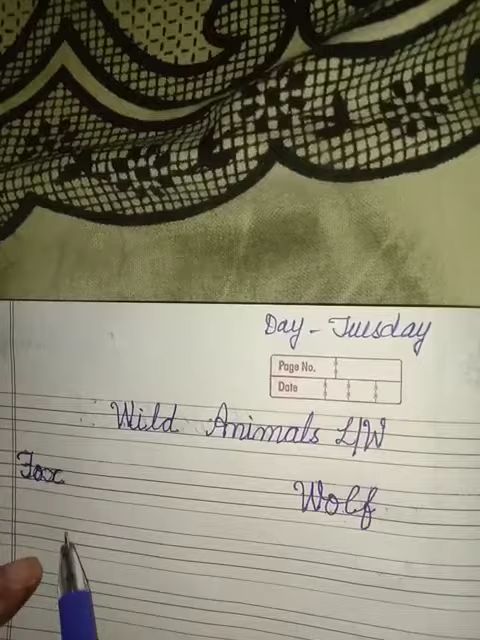 Day - Tuesday
Page No.
Date
Wild Animals L/W
Fox
Wolf